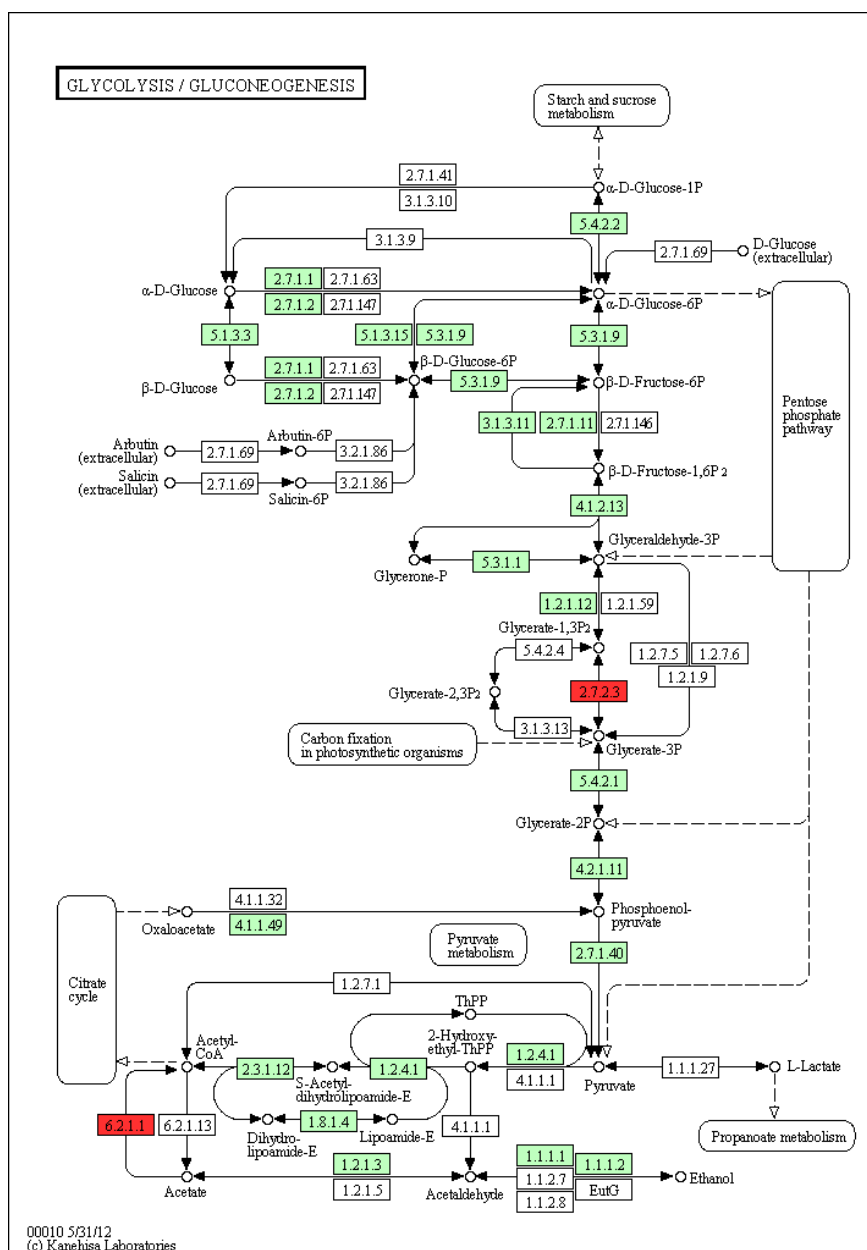 GLYCOLYSIS / GLUCONEOGENESIS
Starch and sucrose
metabolism
2.7.1.41
3.1.3.10
α-D-Glucose-1P
5.4.2.2
3.1.3.9
2.7.1.69
D-Glucose
(extracellular)
α-D-Glucose
2.7.1.1
2.7.1.63
2.7.1.2
2.7.1.147
α-D-Glucose-6P
5.1.3.3
5.1.3.15
5.3.1.9
5.3.1.9
β-D-Glucose
2.7.1.1
2.7.1.63
2.7.1.2
2.7.1.147
β-D-Glucose-6P
5.3.1.9
β-D-Fructose-6P
Pentose
phosphate
pathway
3.1.3.11
2.7.1.11
2.7.1.146
Arbutin
(extracellular)
2.7.1.69
Arbutin-6P
3.2.1.86
Salicin
(extracellular)
2.7.1.69
Salicin-6P
3.2.1.86
β-D-Fructose-1,6P2
4.1.2.13
Glyceraldehyde-3P
Glycerone-P
5.3.1.1
1.2.1.12
1.2.1.59
Glycerate-1,3P2
5.4.2.4
1.2.7.5
1.2.7.6
1.2.1.9
Glycerate-2,3P2
2.7.2.3
3.1.3.13
Carbon fixation
in photosynthetic organisms
Glycerate-3P
5.4.2.1
Glycerate-2P
4.2.1.11
4.1.1.32
Oxaloacetate
4.1.1.49
Phosphoenol-
pyruvate
Pyruvate
metabolism
2.7.1.40
Citrate
cycle
1.2.7.1
ThPP
Acetyl-
CoA
2-Hydroxy-
ethyl-ThPP
2.3.1.12
S-Acetyl-
dihydrolipoamide-E
1.2.4.1
1.2.4.1
4.1.1.1
Pyruvate
1.1.1.27
L-Lactate
6.2.1.1
6.2.1.13
Dihydro-
lipoamide-E
1.8.1.4
Lipoamide-E
4.1.1.1
Propanoate metabolism
Acetate
1.2.1.3
1.2.1.5
Acetaldehyde
1.1.1.1
1.1.1.2
1.1.2.7
EutG
1.1.2.8
Ethanol
00010 5/31/12
(c) Kanehisa Laboratories